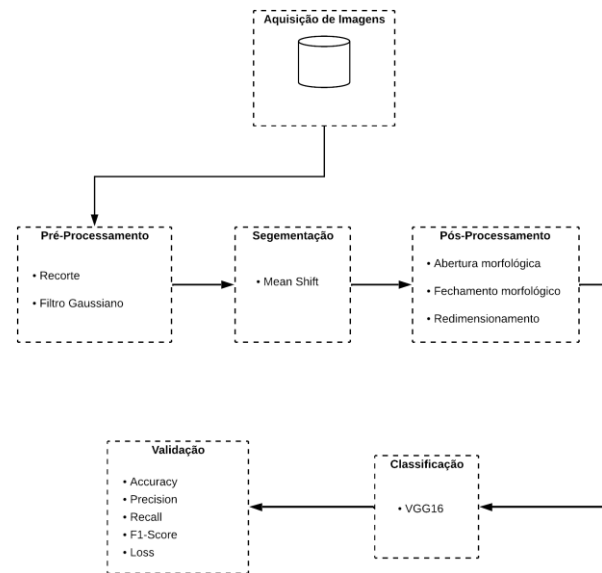 Aquisição de Imagens
Pré-Processamento
• Recorte
• Filtro Gaussiano
Segementação
• Mean Shift
Pós-Processamento
• Abertura morfológica
• Fechamento morfológico
• Redimensionamento
Classificação
• VGG16
Validação
• Accuracy
• Precision
• Recall
• F1-Score
• Loss